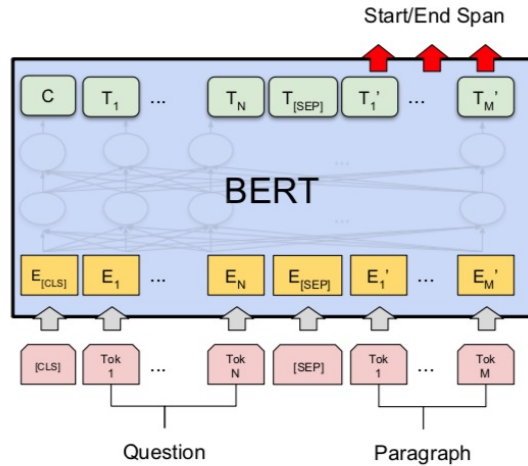 Start/End Span
C T1 ... TN T[SEP] T1' ... TM'
...
BERT
...
E[CLS] E1 ... EN E[SEP] E1' ... EM'
[CLS] Tok 1 ... Tok N [SEP] Tok 1 ... Tok M
Question Paragraph